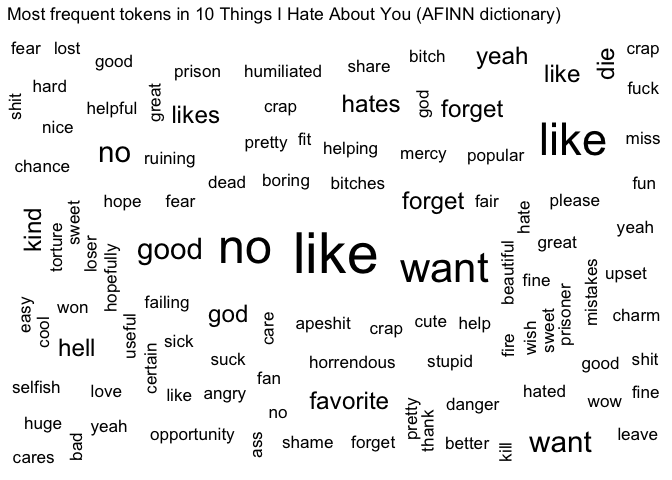 Most frequent tokens in 10 Things I Hate About You (AFINN dictionary)
fear
lost
good
prison
humiliated
share
bitch
yeah
like
die
crap
shit
hard
helpful
great
likes
crap
hates
god
forget
fuck
nice
no
ruining
pretty
fit
helping
mercy
popular
like
miss
chance
dead
boring
bitches
fun
hope
fear
forget
fair
hate
please
kind
torture
sweet
loser
hopefully
good
no
like
want
beautiful
great
yeah
fine
mistakes
upset
easy
cool
won
failing
god
care
apeshit
crap
cute
help
fire
wish
sweet
prisoner
charm
hell
useful
certain
sick
suck
horrendous
stupid
good
shit
selfish
love
like
angry
fan
no
favorite
pretty
thank
danger
hated
wow
fine
huge
yeah
bad
opportunity
ass
shame
forget
better
kill
want
leave
cares